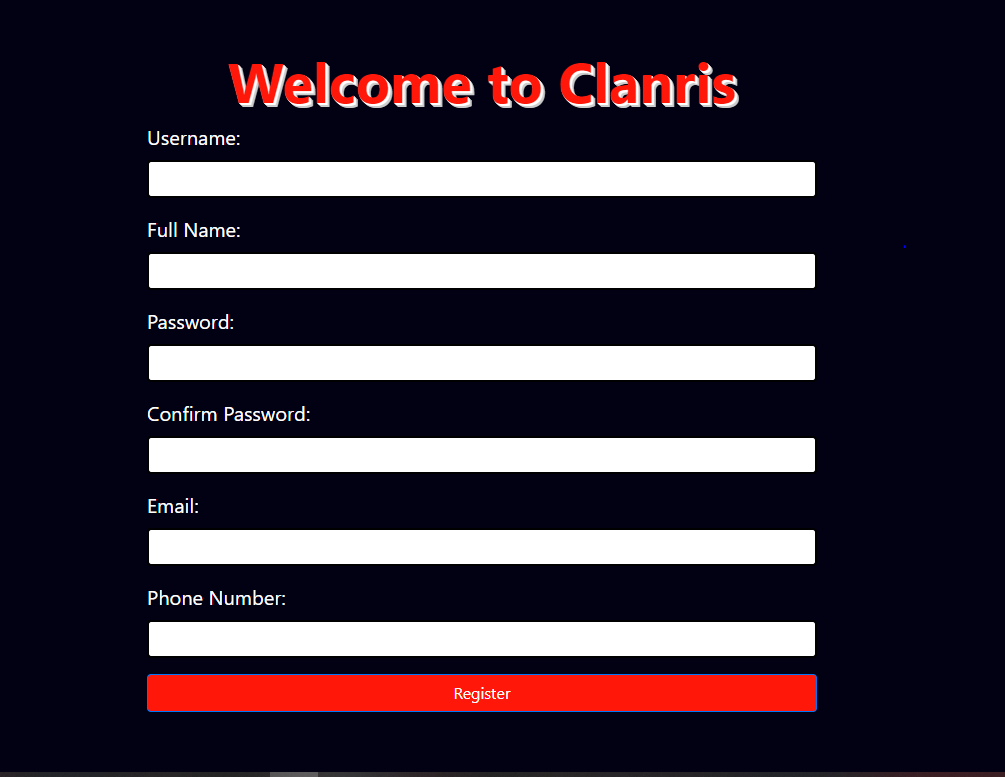 Welcome to Clanris
Username:
Full Name:
Password:
Confirm Password:
Email:
Phone Number:
Register